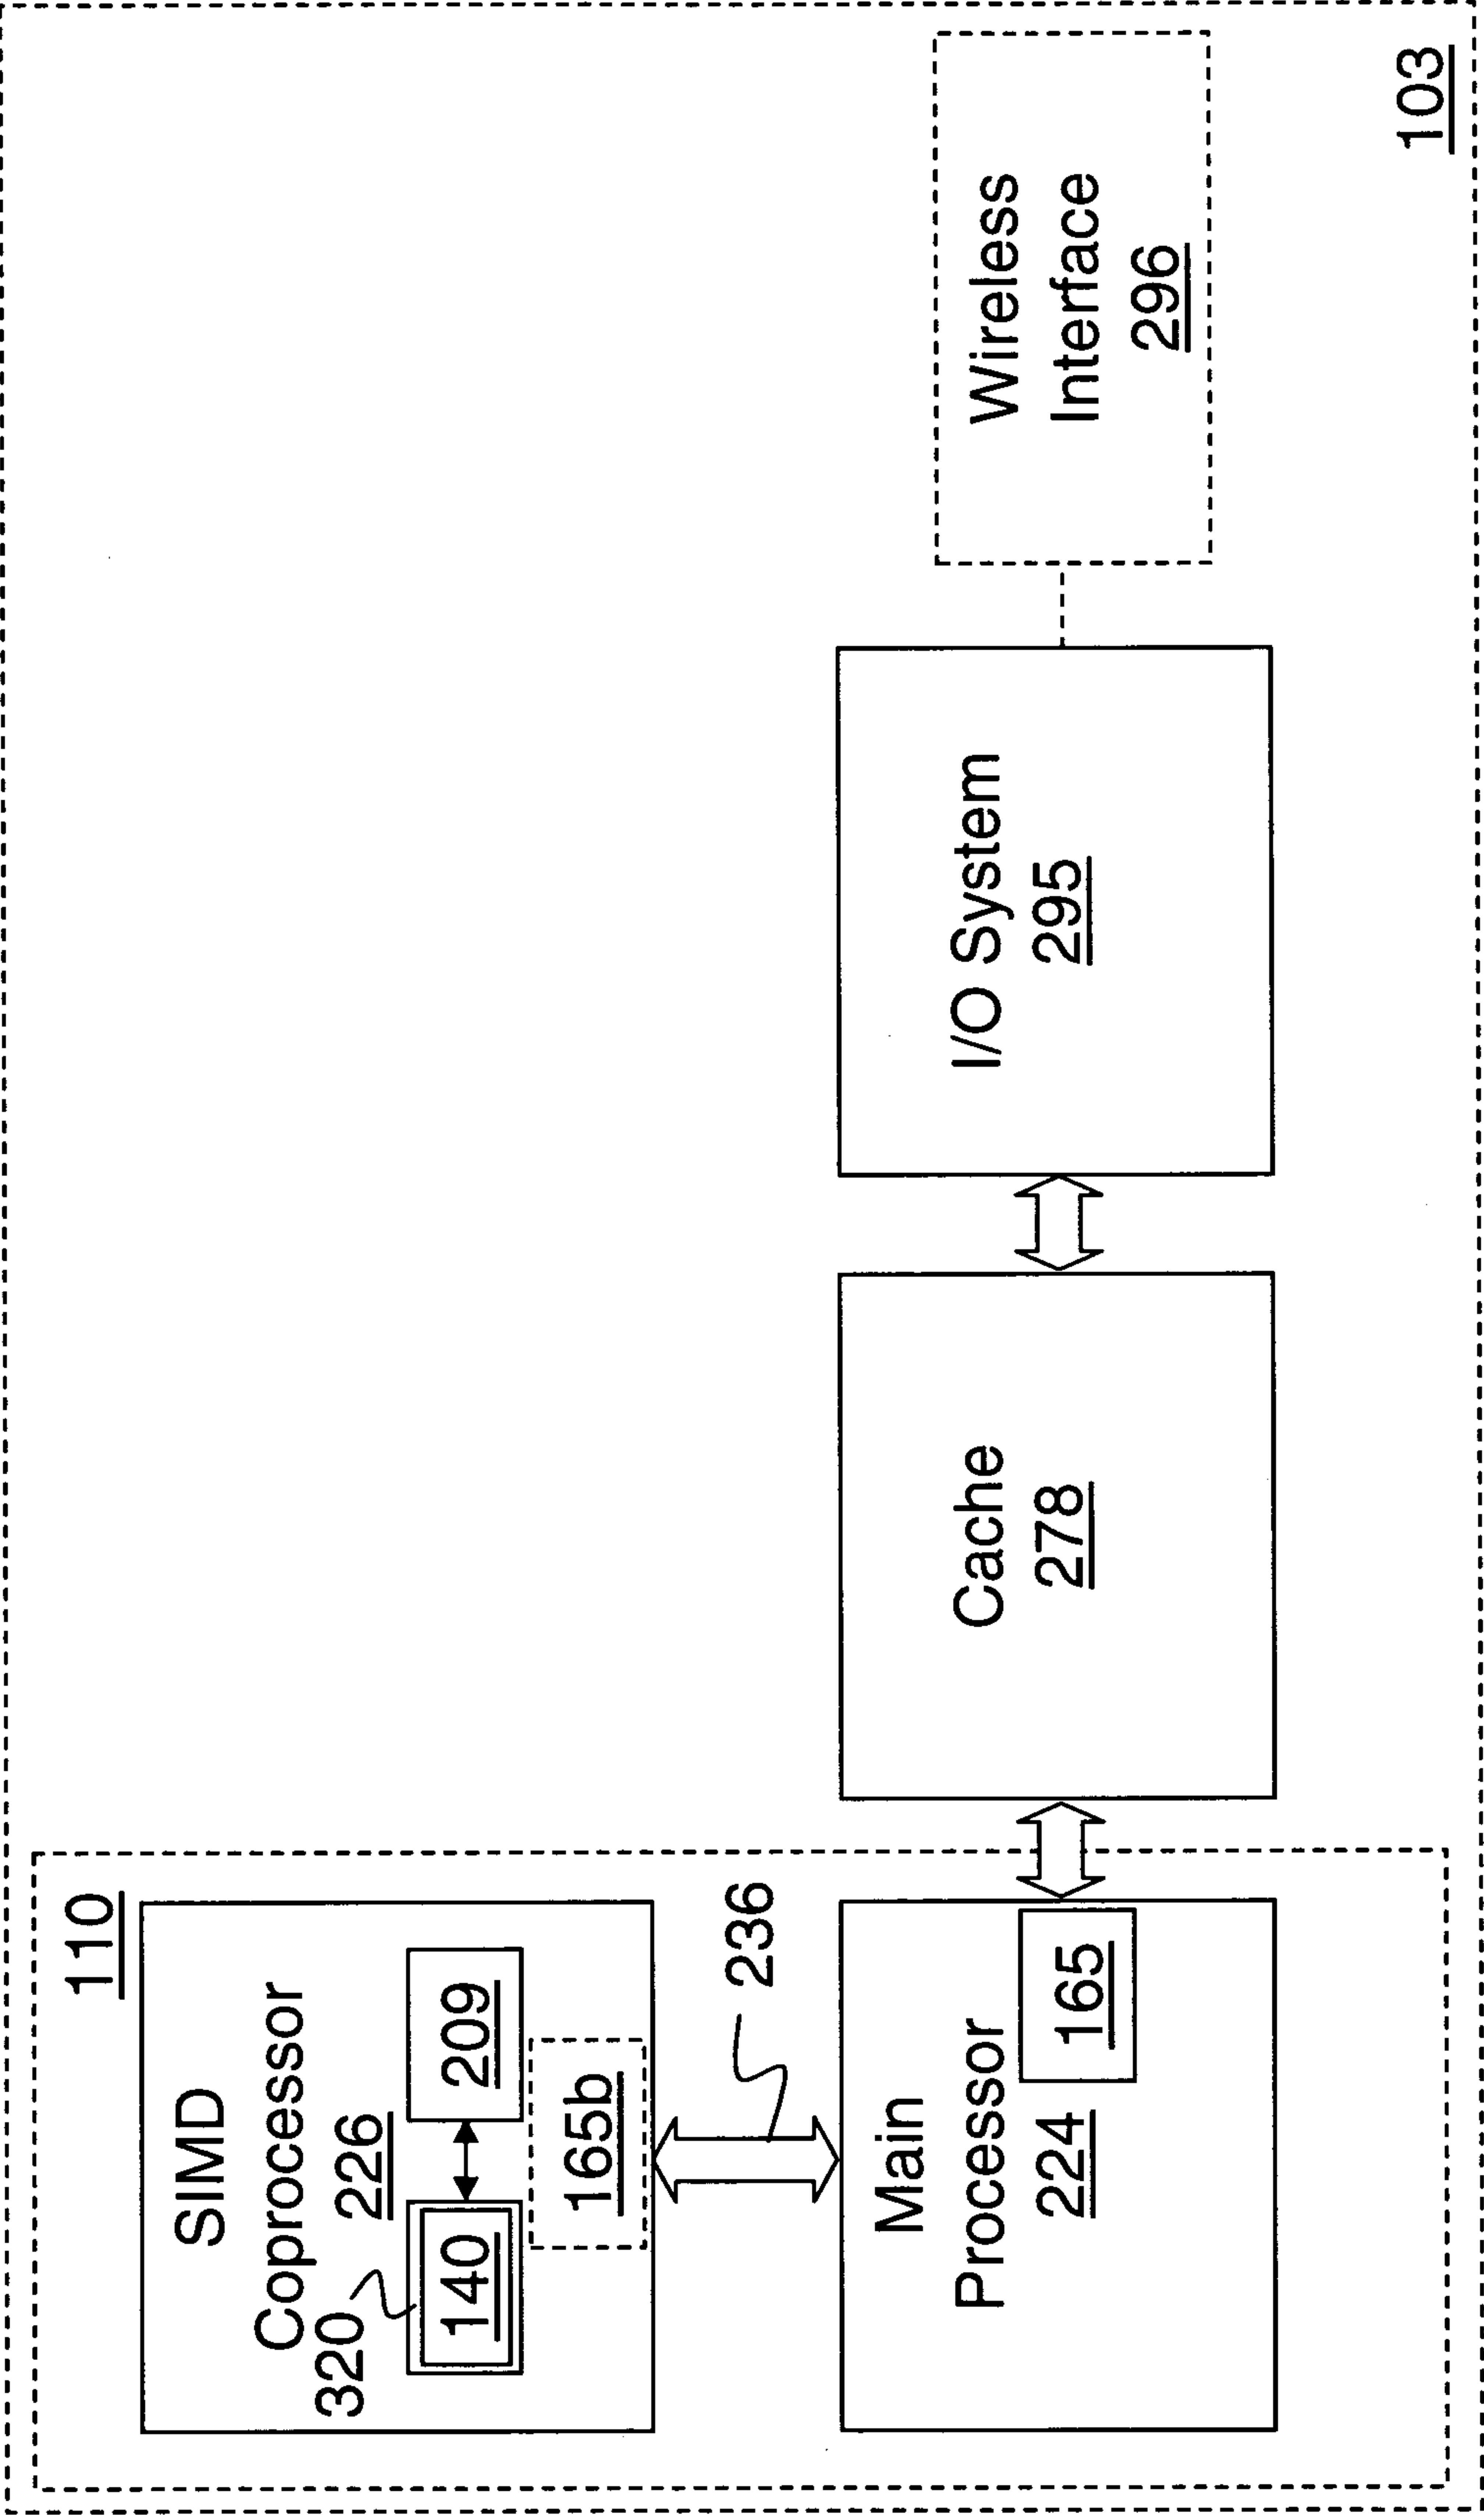 110
SIMD
Coprocessor
226
320
140
209
165b
236
Main
Processor
224
165
Cache
278
I/O System
295
Wireless
Interface
296
103